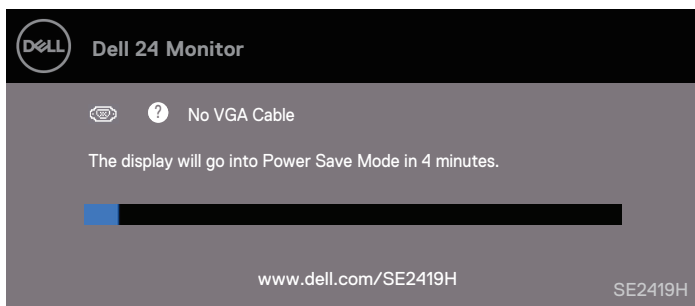 DELL
Dell 24 Monitor
? No VGA Cable
The display will go into Power Save Mode in 4 minutes.
www.dell.com/SE2419H
SE2419H